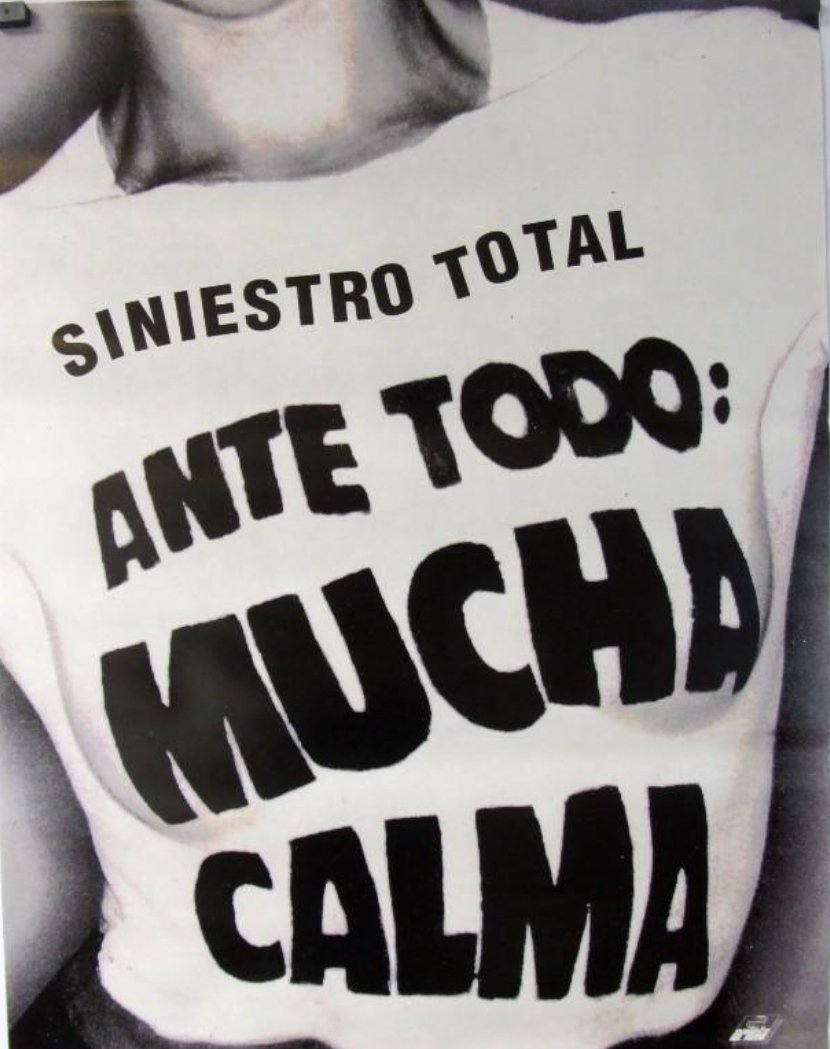 SINIESTRO TOTAL
ANTE TODO:
MUCHA
CALMA